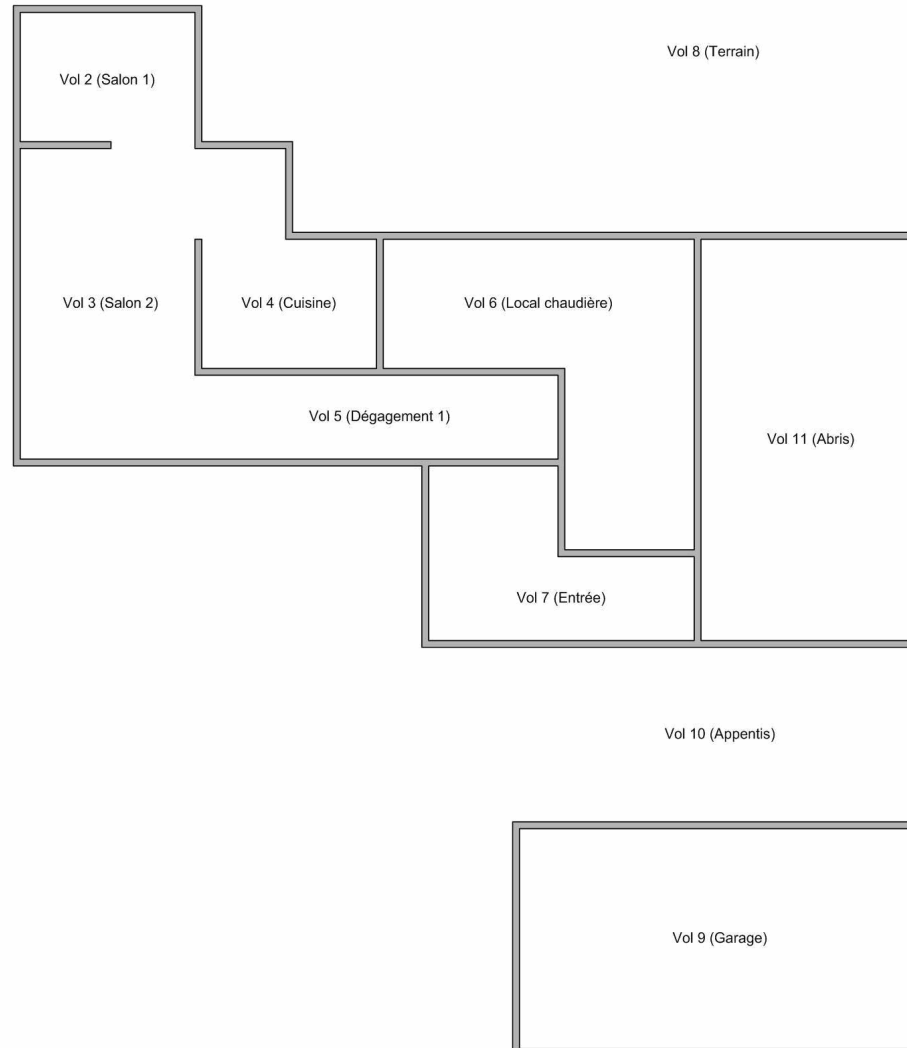 Vol 8 (Terrain)
Vol 2 (Salon 1)
Vol 3 (Salon 2)
Vol 4 (Cuisine)
Vol 6 (Local chaudière)
Vol 5 (Dégagement 1)
Vol 11 (Abris)
Vol 7 (Entrée)
Vol 10 (Appentis)
Vol 9 (Garage)